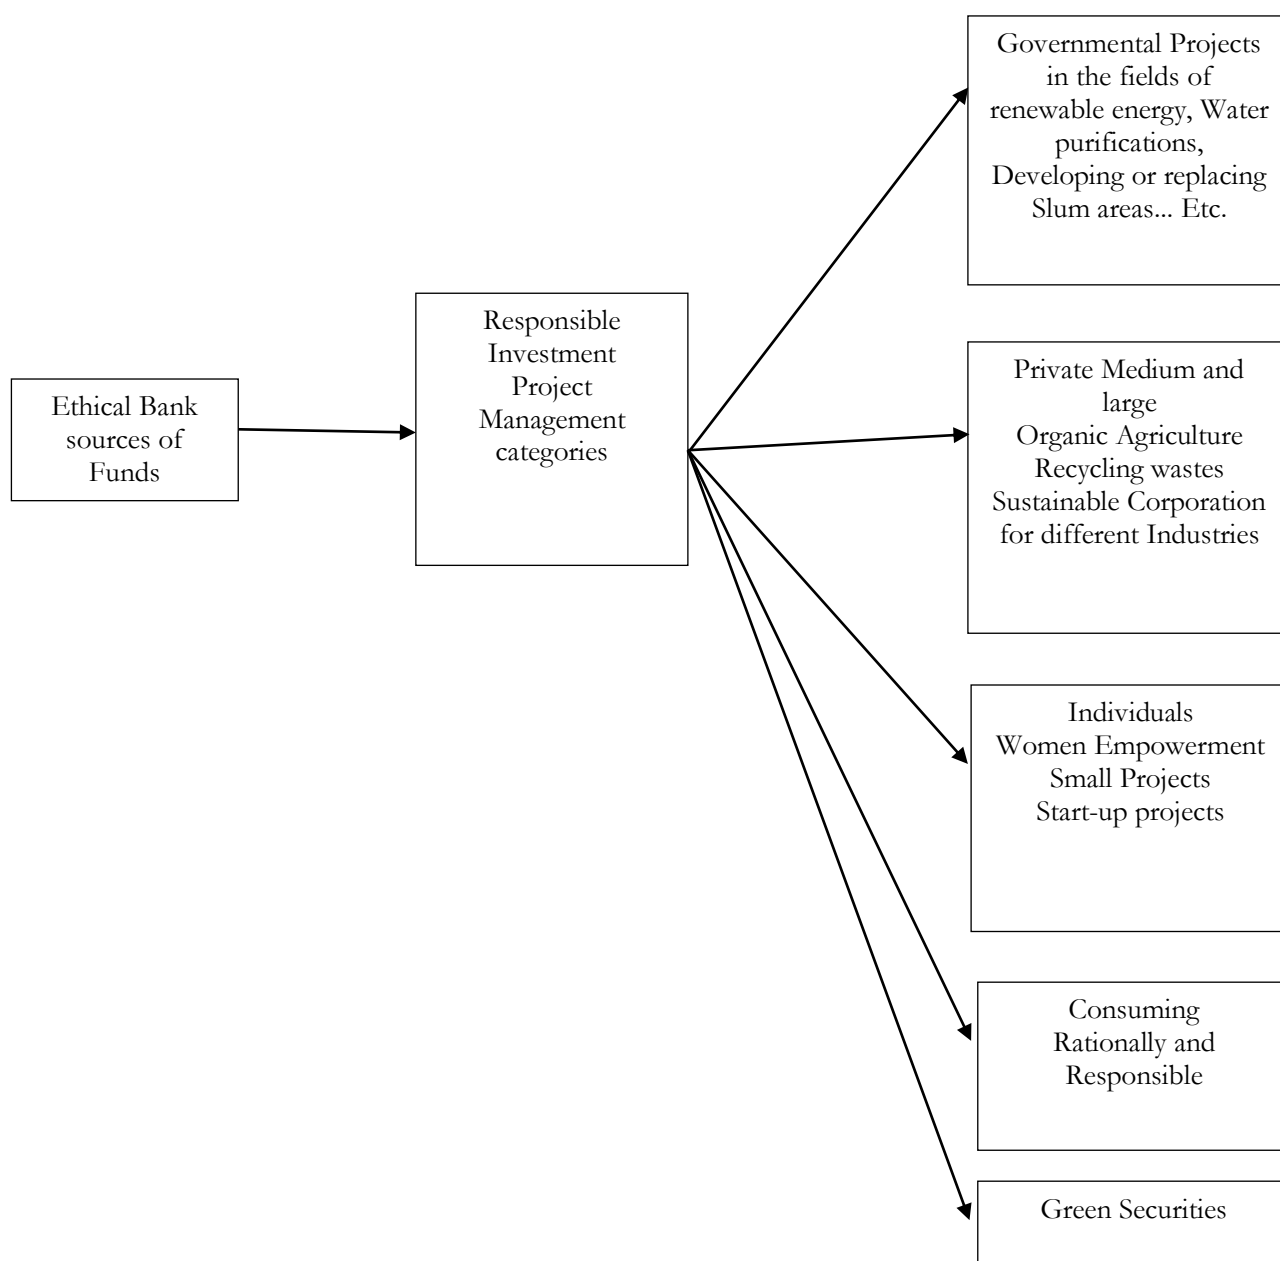 Ethical Bank
sources of
Funds
Responsible
Investment
Project
Management
categories
Governmental Projects
in the fields of
renewable energy, Water
purifications,
Developing or replacing
Slum areas... Etc.
Private Medium and
large
Organic Agriculture
Recycling wastes
Sustainable Corporation
for different Industries
Individuals
Women Empowerment
Small Projects
Start-up projects
Consuming
Rationally and
Responsible
Green Securities